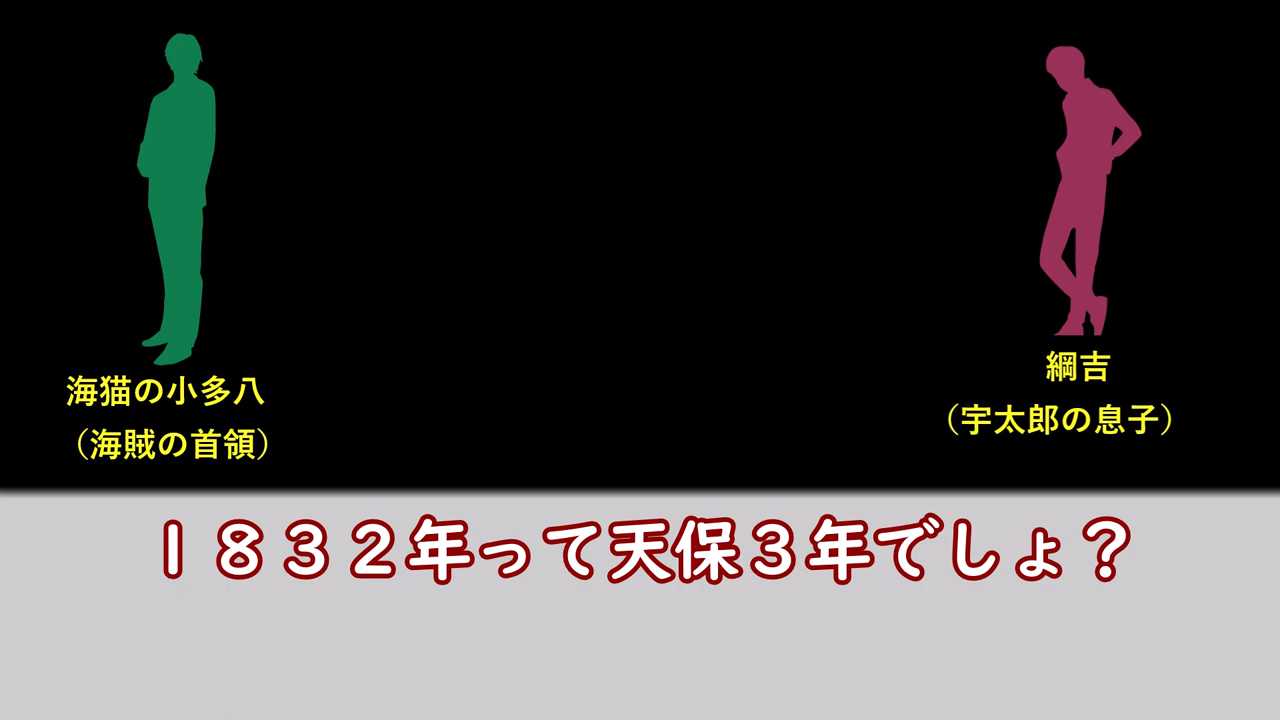 海猫の小多八
（海賊の首領）
綱吉
（宇太郎の息子）
１８３２年って天保３年でしょ？